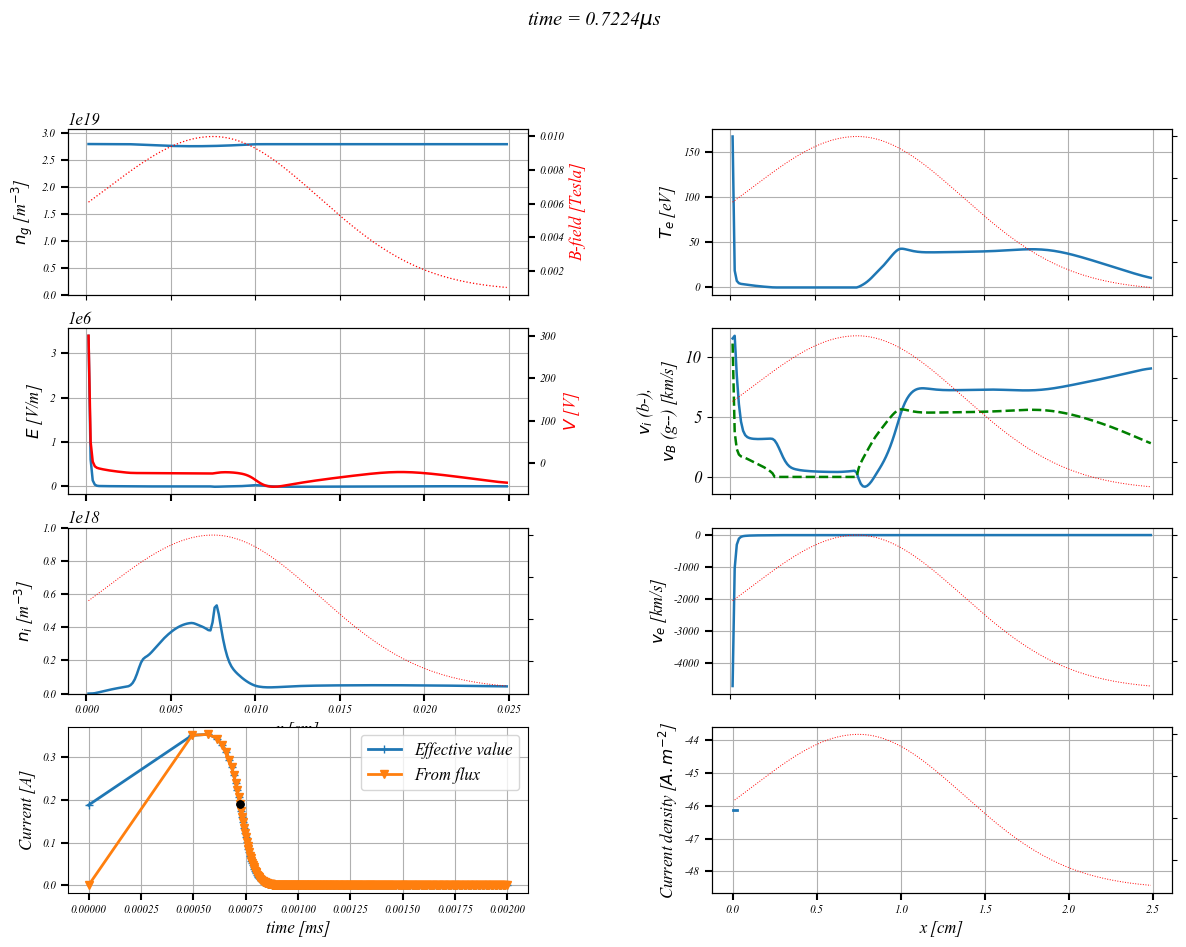 time = 0.7224μs
1e19
3.0
2.5
2.0
1.5
1.0
0.5
0.0
n_g [m^{-3}]
0.010
0.008
0.006
0.004
0.002
B-field [Tesla]
150
100
50
0
T_e [eV]
1e6
3
2
1
0
E [V/m]
300
200
100
0
V [V]
10
5
0
v_i (b-),
v_B (g--) [km/s]
1e18
1.0
0.8
0.6
0.4
0.2
0.0
n_i [m^{-3}]
0.000 0.005 0.010 0.015 0.020 0.025
0
-1000
-2000
-3000
-4000
v_e [km/s]
0.3
0.2
0.1
0.0
Current [A]
Effective value
From flux
0.00000 0.00025 0.00050 0.00075 0.00100 0.00125 0.00150 0.00175 0.00200
time [ms]
-44
-45
-46
-47
-48
Current density [A.m^{-2}]
0.0 0.5 1.0 1.5 2.0 2.5
x [cm]